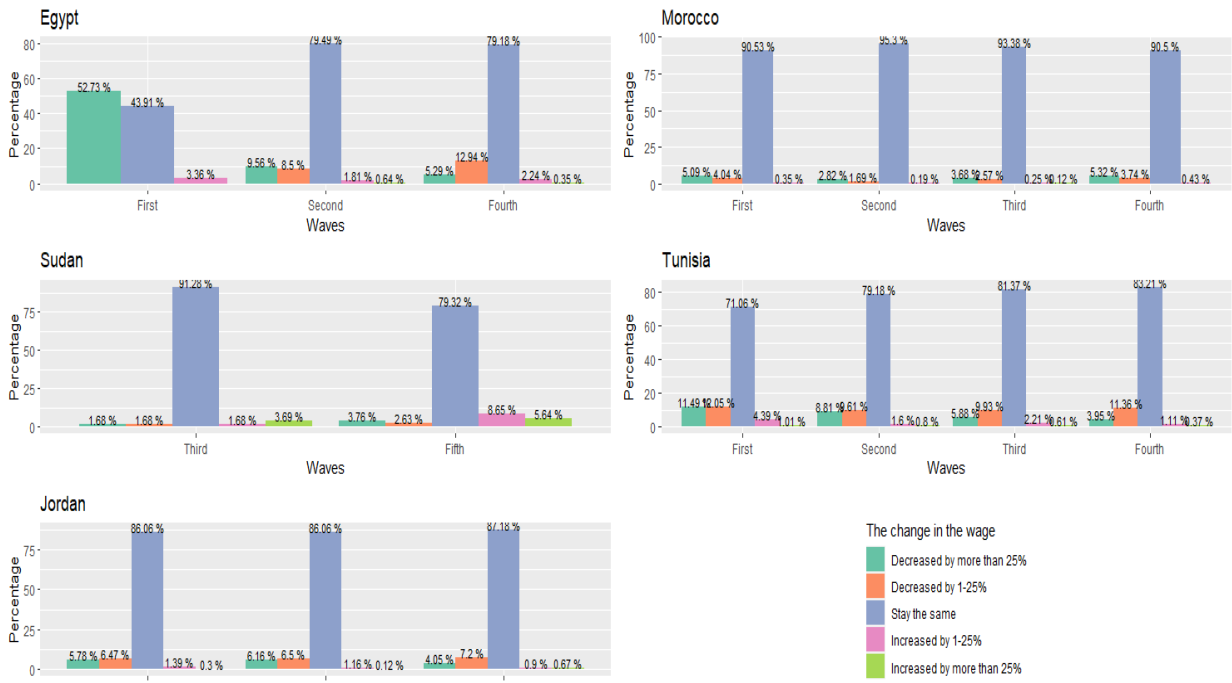 Egypt
Percentage
80
60
40
20
0
52.73 %
43.91 %
3.36 %
9.56 %
8.5 %
79.49 %
1.81 %
0.64 %
5.29 %
12.94 %
79.18 %
2.24 %
0.35 %
First
Second
Fourth
Waves
Morocco
Percentage
100
75
50
25
0
5.09 %
4.04 %
90.53 %
0.35 %
2.82 %
1.69 %
95.3 %
0.19 %
3.68 %
2.57 %
93.38 %
0.25 %
0.12 %
5.32 %
3.74 %
90.5 %
0.43 %
First
Second
Third
Fourth
Waves
Sudan
Percentage
75
50
25
0
1.68 %
1.68 %
91.28 %
1.68 %
3.69 %
3.76 %
2.63 %
79.32 %
8.65 %
5.64 %
Third
Fifth
Waves
Tunisia
Percentage
80
60
40
20
0
11.49 %
12.05 %
71.06 %
4.39 %
1.01 %
8.81 %
9.61 %
79.18 %
1.6 %
0.8 %
5.88 %
9.93 %
81.37 %
2.21 %
0.61 %
3.95 %
11.36 %
83.21 %
1.11 %
0.37 %
First
Second
Third
Fourth
Waves
Jordan
Percentage
75
50
25
0
5.78 %
6.47 %
86.06 %
1.39 %
0.3 %
6.16 %
6.5 %
86.06 %
1.16 %
0.12 %
4.05 %
7.2 %
87.18 %
0.9 %
0.67 %
The change in the wage
Decreased by more than 25%
Decreased by 1-25%
Stay the same
Increased by 1-25%
Increased by more than 25%